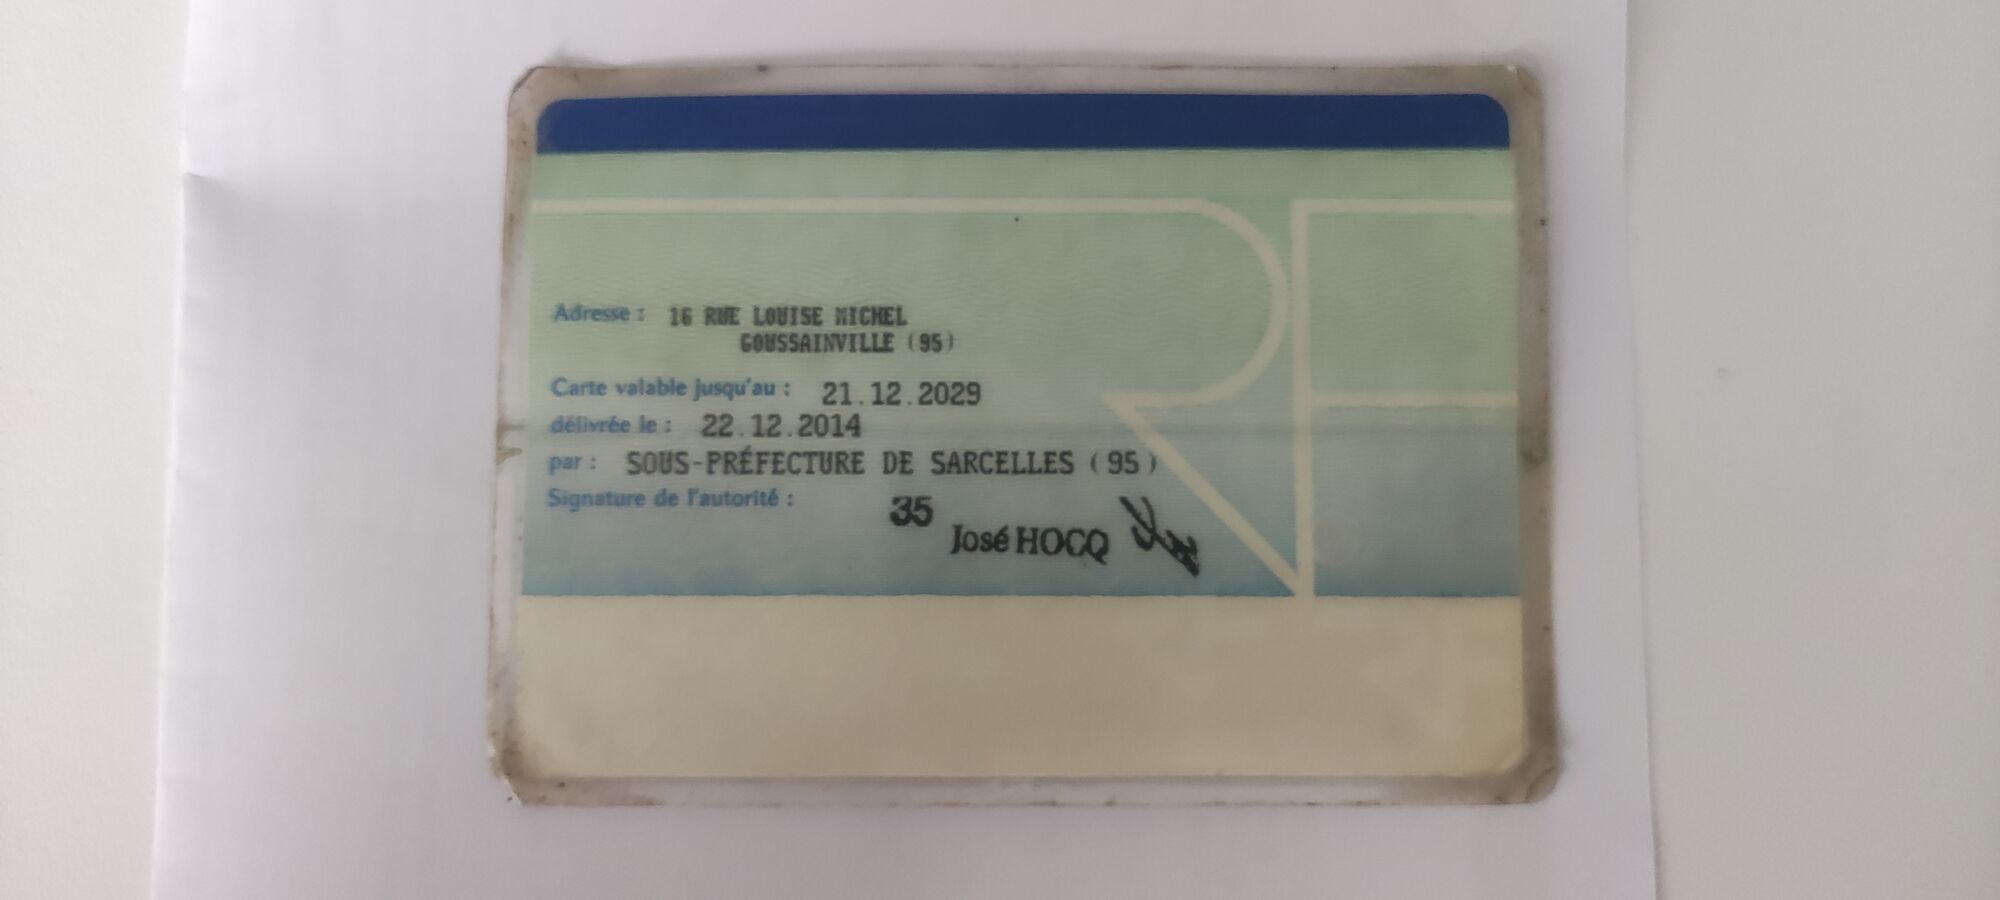 Adresse : 16 RUE LOUISE MICHEL
GOUSSAINVILLE (95)
Carte valable jusqu'au : 21.12.2029
délivrée le : 22.12.2014
par : SOUS-PRÉFECTURE DE SARCELLES (95)
Signature de l'autorité : 35
José HOCQ
RF